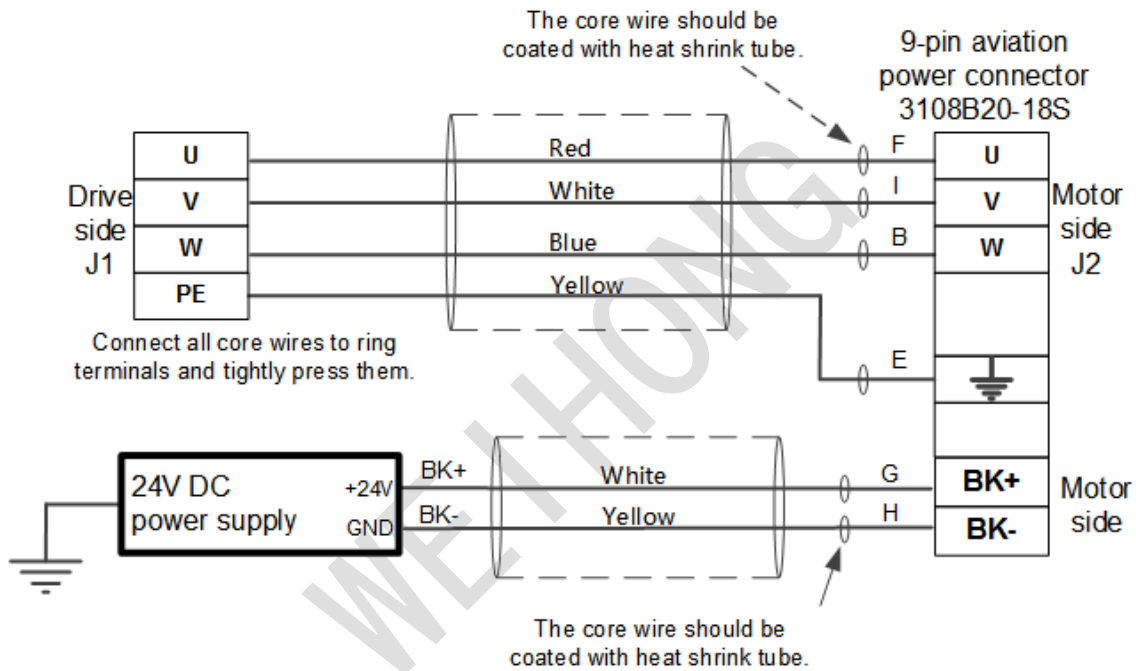 The core wire should be
coated with heat shrink tube.
9-pin aviation
power connector
3108B20-18S
Drive
side
J1
U
V
W
PE
Red
White
Blue
Yellow
F
I
B
E
U
V
W
Motor
side
J2
Connect all core wires to ring
terminals and tightly press them.
24V DC
power supply
+24V
GND
BK+
BK-
White
Yellow
G
H
BK+
BK-
Motor
side
The core wire should be
coated with heat shrink tube.
WEIHONG